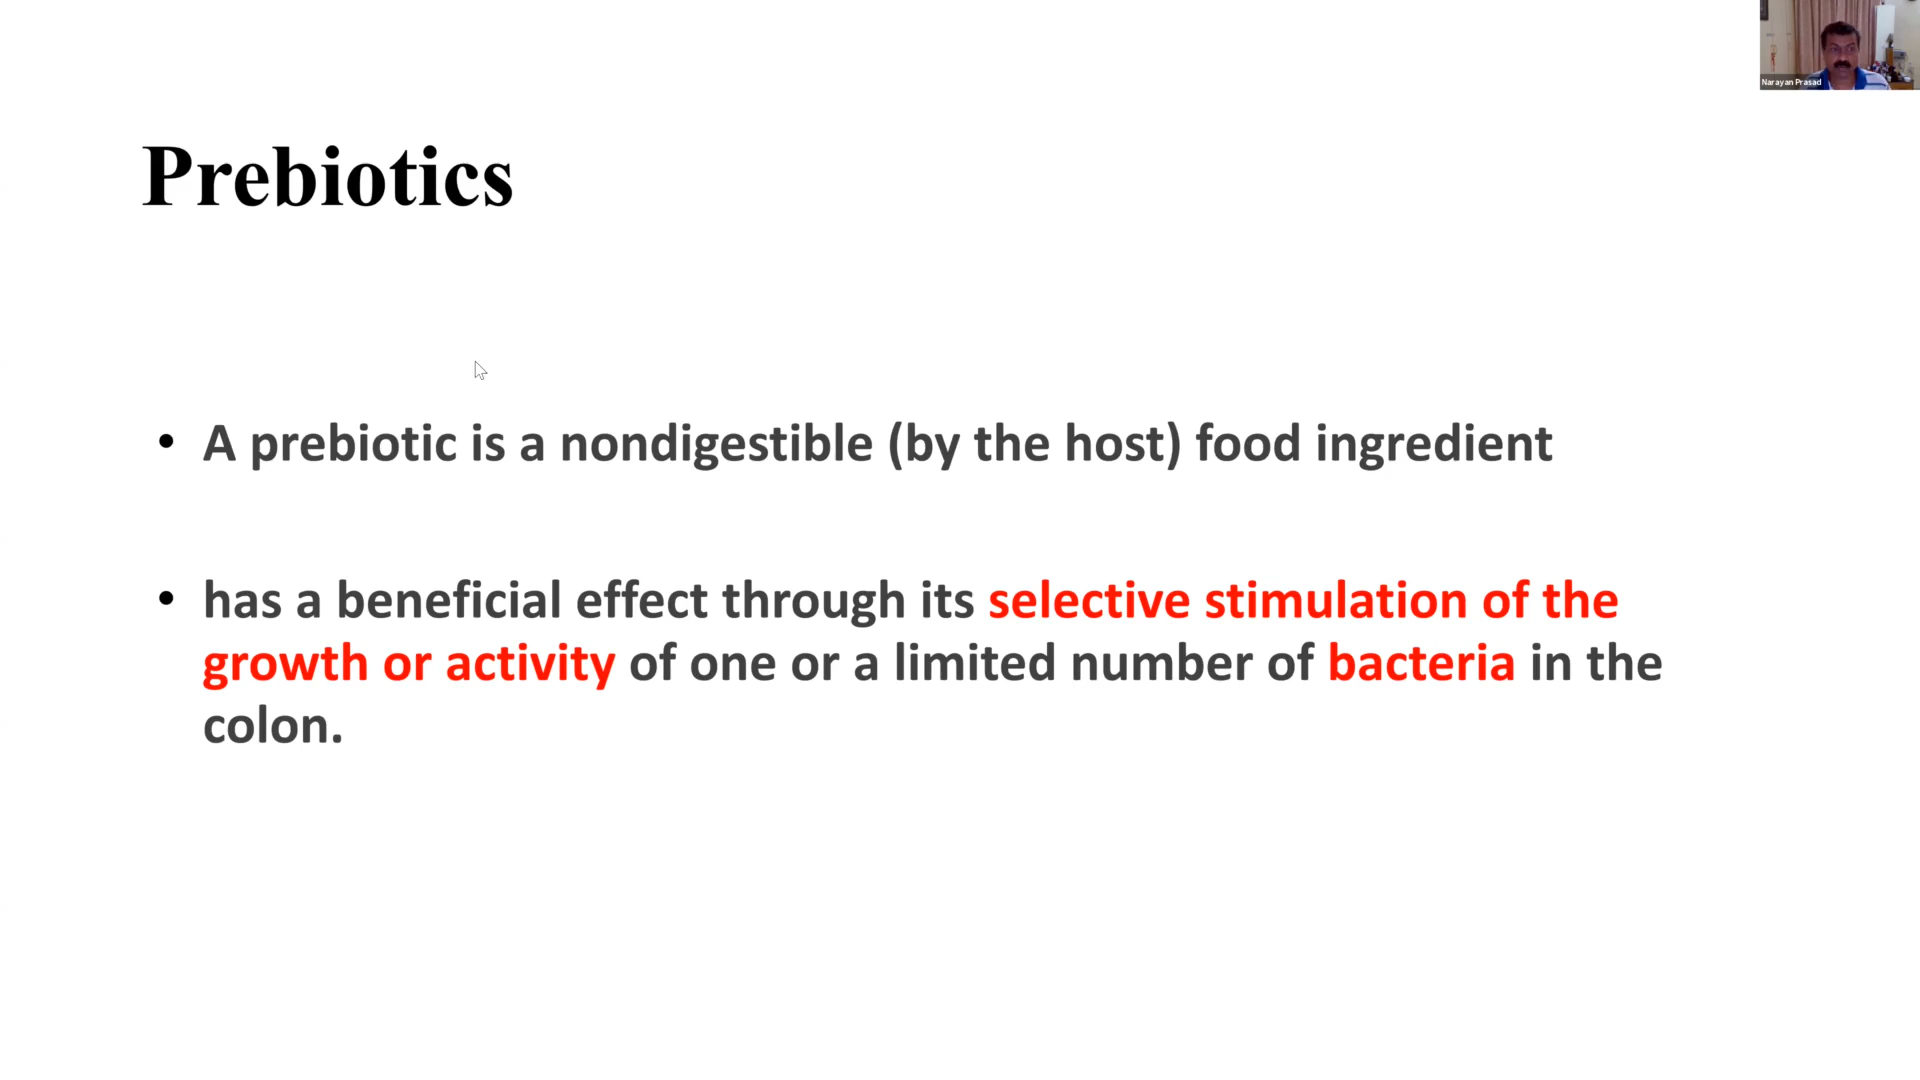 Narayan Prasad
Prebiotics
• A prebiotic is a nondigestible (by the host) food ingredient
• has a beneficial effect through its selective stimulation of the
growth or activity of one or a limited number of bacteria in the
colon.